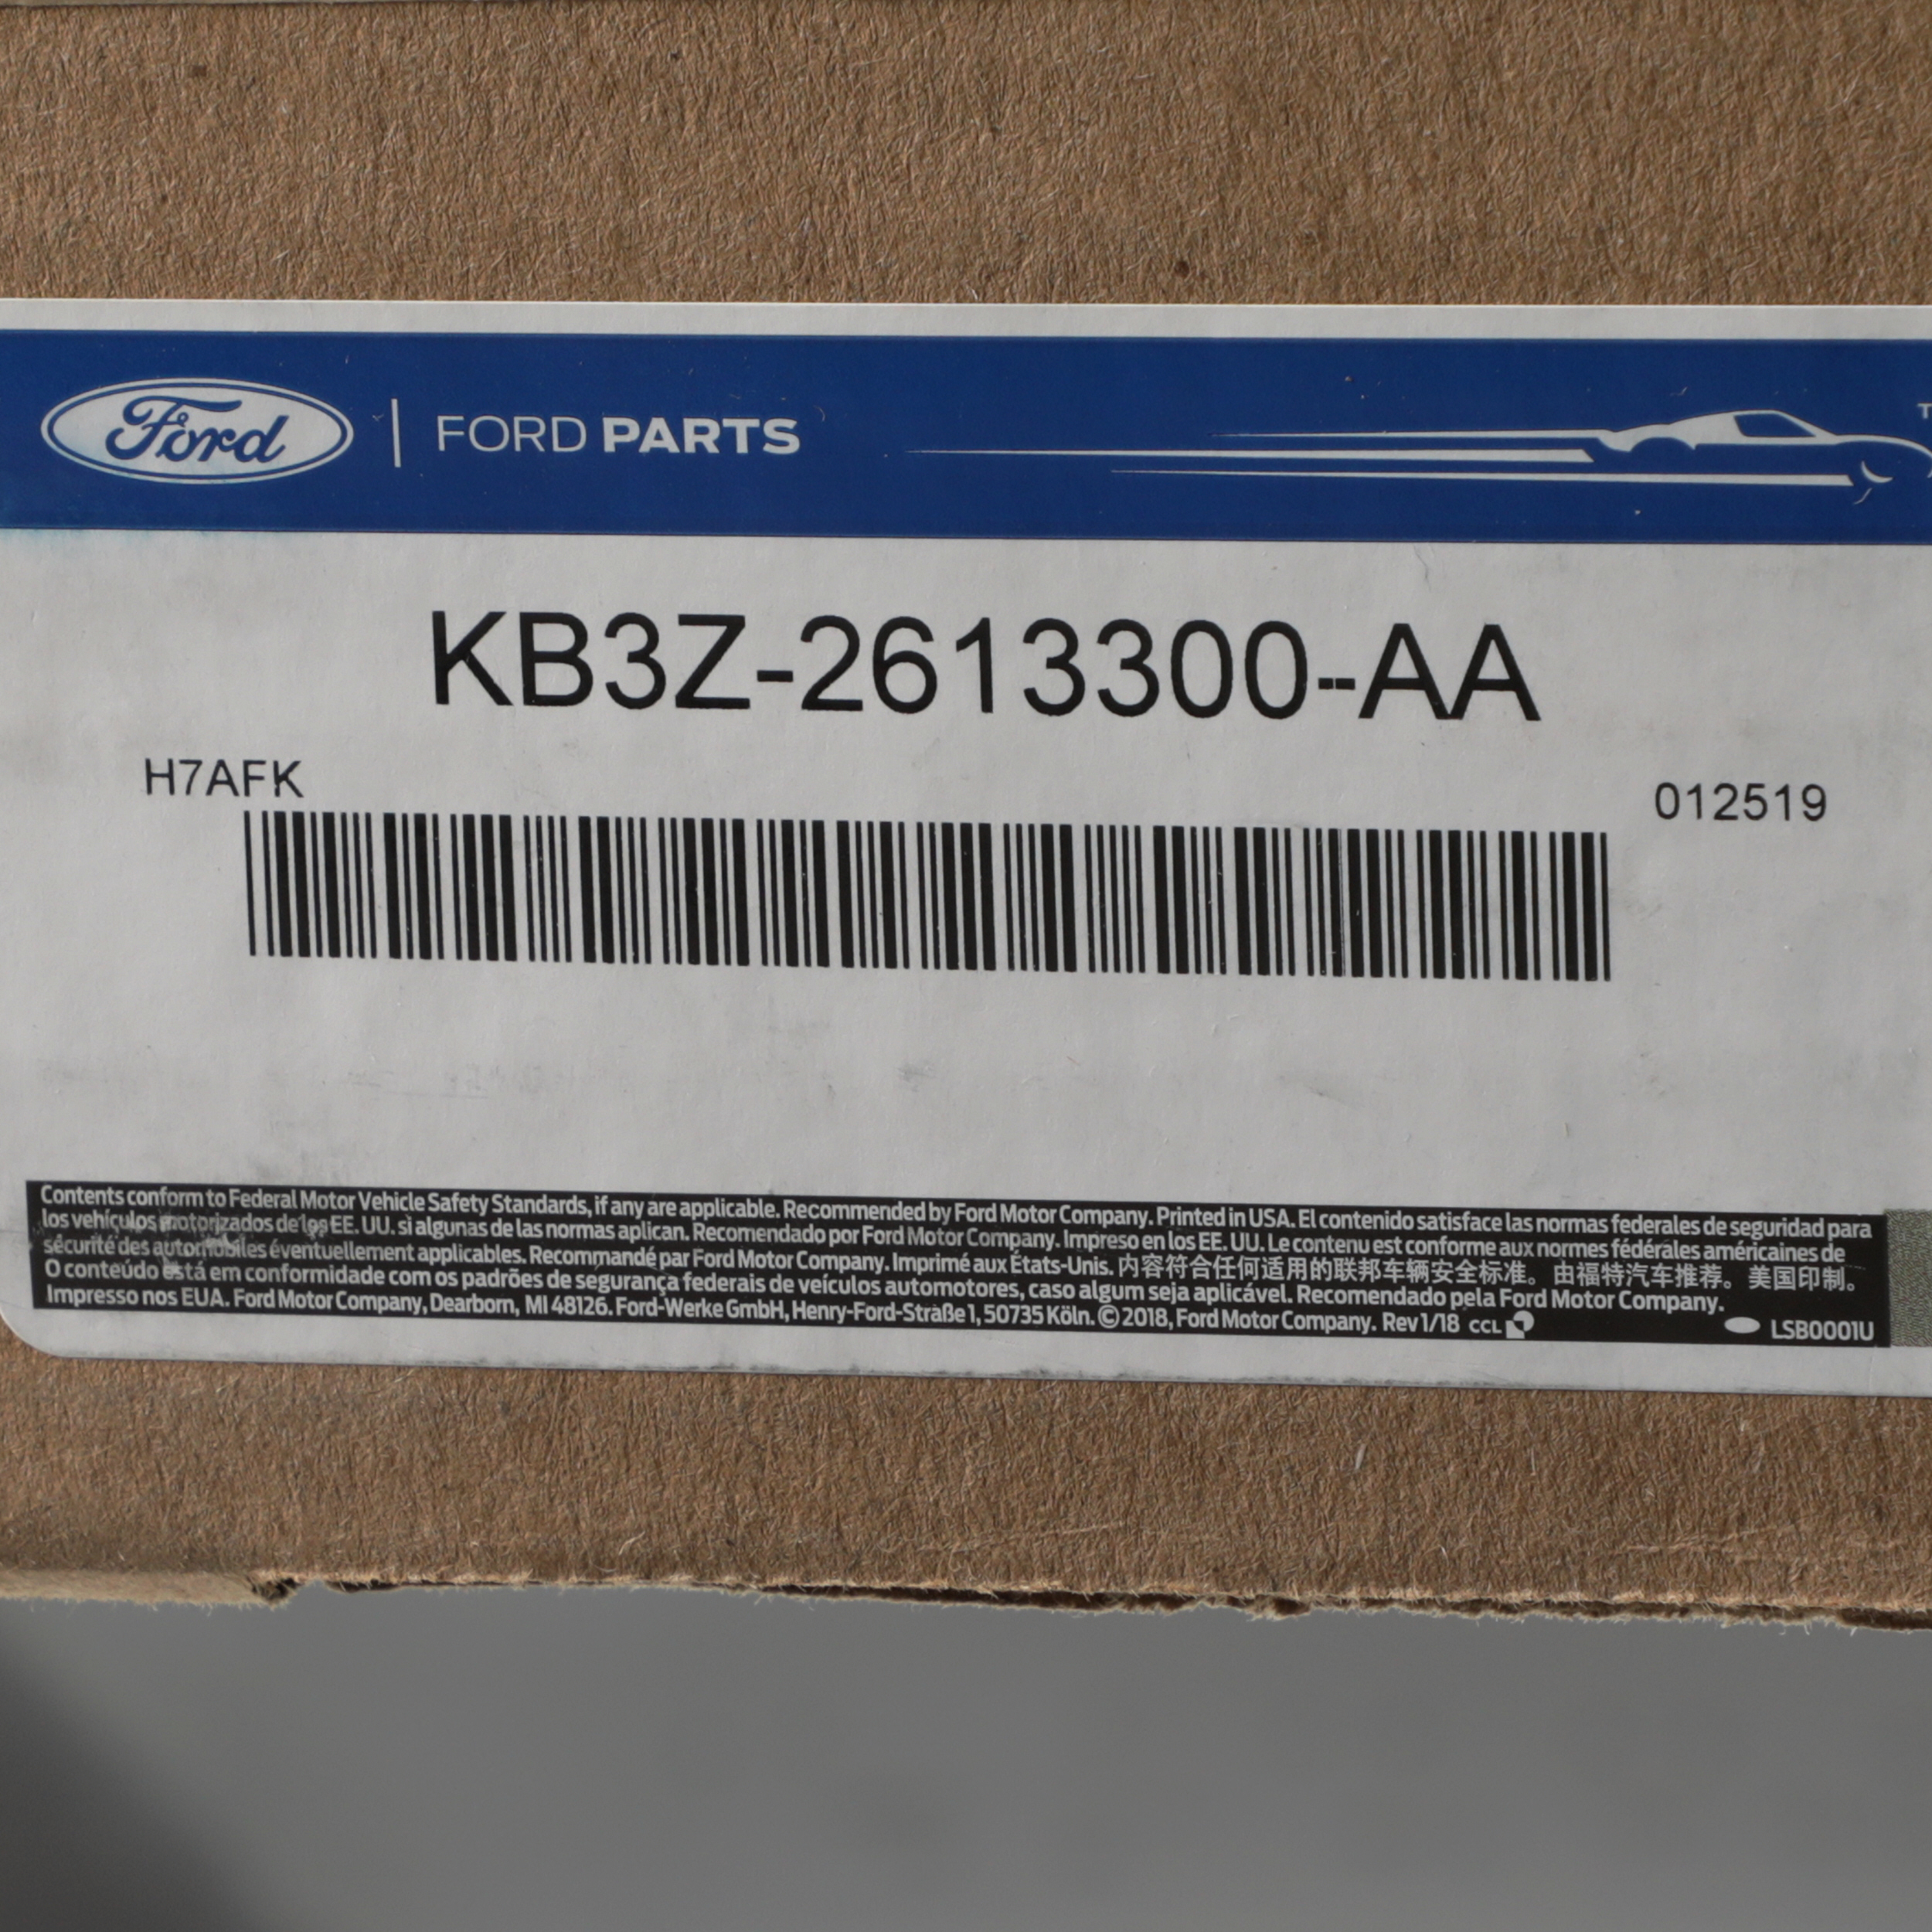 Ford | FORD PARTS
T
KB3Z-2613300-AA
H7AFK
012519
Contents conform to Federal Motor Vehicle Safety Standards, if any are applicable. Recommended by Ford Motor Company. Printed in USA. El contenido satisface las normas federales de seguridad para
los vehículos motorizados de los EE. UU. si algunas de las normas aplican. Recomendado por Ford Motor Company. Impreso en los EE. UU. Le contenu est conforme aux normes fédérales américaines de
sécurité des automobiles éventuellement applicables. Recommandé par Ford Motor Company. Imprimé aux États-Unis. 内容符合任何适用的联邦车辆安全标准。由福特汽车推荐。美国印制。
O conteúdo está em conformidade com os padrões de segurança federais de veículos automotores, caso algum seja aplicável. Recomendado pela Ford Motor Company.
Impresso nos EUA. Ford Motor Company, Dearborn, MI 48126. Ford-Werke GmbH, Henry-Ford-Straße 1, 50735 Köln. © 2018, Ford Motor Company. Rev 1/18 CCL LSB0001U